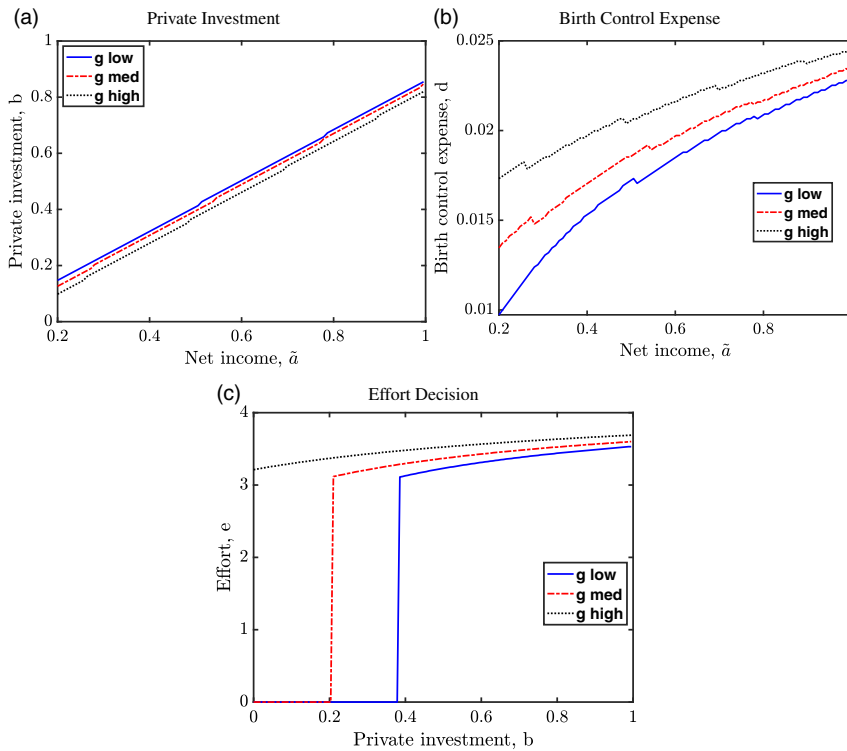 (a)
Private Investment
1
0.8
0.6
0.4
0.2
0
Private investment, b
g low
g med
g high
0.2
0.4
0.6
0.8
1
Net income, ã
(b)
Birth Control Expense
0.025
0.02
0.015
0.01
Birth control expense, d
g low
g med
g high
0.2
0.4
0.6
0.8
Net income, ã
(c)
Effort Decision
4
3
2
1
0
Effort, e
g low
g med
g high
0
0.2
0.4
0.6
0.8
1
Private investment, b